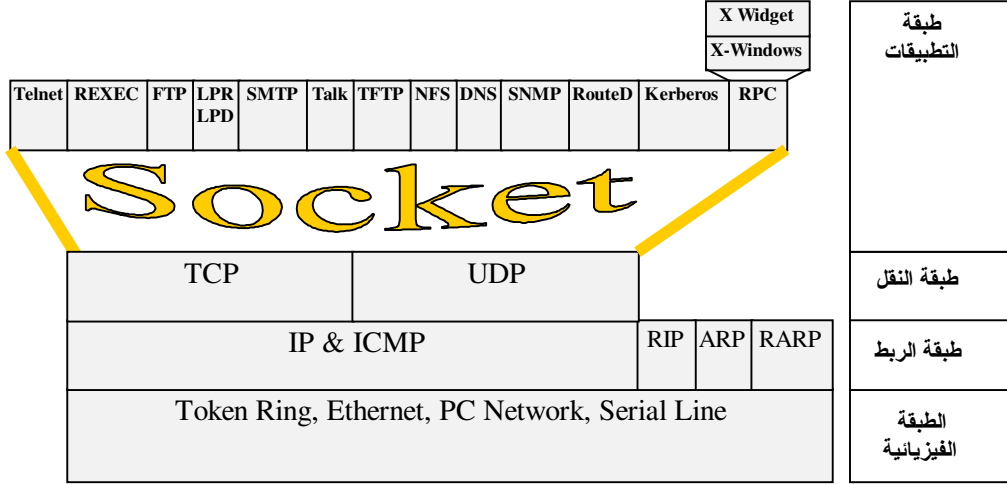 X Widget
طبقة
التطبيقات
X-Windows
Telnet REXEC FTP LPR SMTP Talk TFTP NFS DNS SNMP RouteD Kerberos RPC
LPD
Socket
TCP UDP
طبقة النقل
IP & ICMP RIP ARP RARP
طبقة الربط
Token Ring, Ethernet, PC Network, Serial Line
الطبقة
الفيزيائية